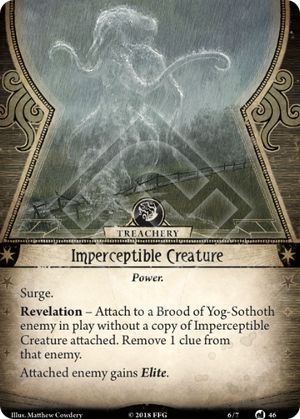 TREACHERY
Imperceptible Creature
Power.
Surge.
Revelation – Attach to a Brood of Yog-Sothoth
enemy in play without a copy of Imperceptible
Creature attached. Remove 1 clue from
that enemy.
Attached enemy gains Elite.
Illus. Matthew Cowdery © 2018 FFG 6/7 46